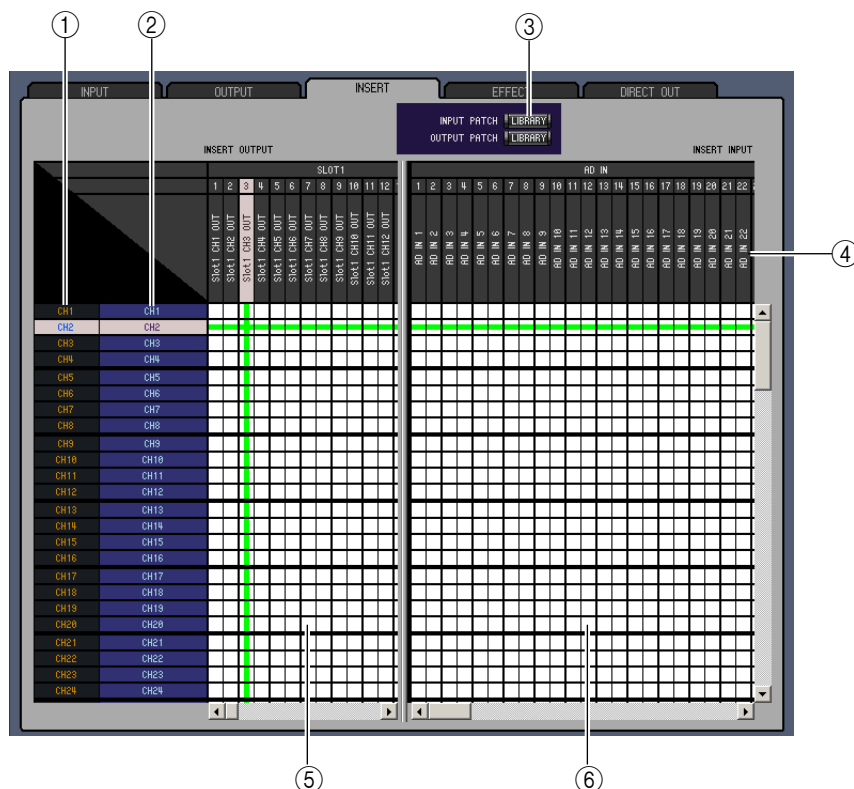 ① ② ③
INPUT OUTPUT INSERT EFFECT DIRECT OUT
INPUT PATCH LIBRARY
OUTPUT PATCH LIBRARY
INSERT OUTPUT INSERT INPUT
SLOT1 AD IN
1 2 3 4 5 6 7 8 9 10 11 12 1 2 3 4 5 6 7 8 9 10 11 12 13 14 15 16 17 18 19 20 21 22
Slot1 CH1 OUT
Slot1 CH2 OUT
Slot1 CH3 OUT
Slot1 CH4 OUT
Slot1 CH5 OUT
Slot1 CH6 OUT
Slot1 CH7 OUT
Slot1 CH8 OUT
Slot1 CH9 OUT
Slot1 CH10 OUT
Slot1 CH11 OUT
Slot1 CH12 OUT
AD IN 1
AD IN 2
AD IN 3
AD IN 4
AD IN 5
AD IN 6
AD IN 7
AD IN 8
AD IN 9
AD IN 10
AD IN 11
AD IN 12
AD IN 13
AD IN 14
AD IN 15
AD IN 16
AD IN 17
AD IN 18
AD IN 19
AD IN 20
AD IN 21
AD IN 22
④
CH1 CH1
CH2 CH2
CH3 CH3
CH4 CH4
CH5 CH5
CH6 CH6
CH7 CH7
CH8 CH8
CH9 CH9
CH10 CH10
CH11 CH11
CH12 CH12
CH13 CH13
CH14 CH14
CH15 CH15
CH16 CH16
CH17 CH17
CH18 CH18
CH19 CH19
CH20 CH20
CH21 CH21
CH22 CH22
CH23 CH23
CH24 CH24
⑤ ⑥